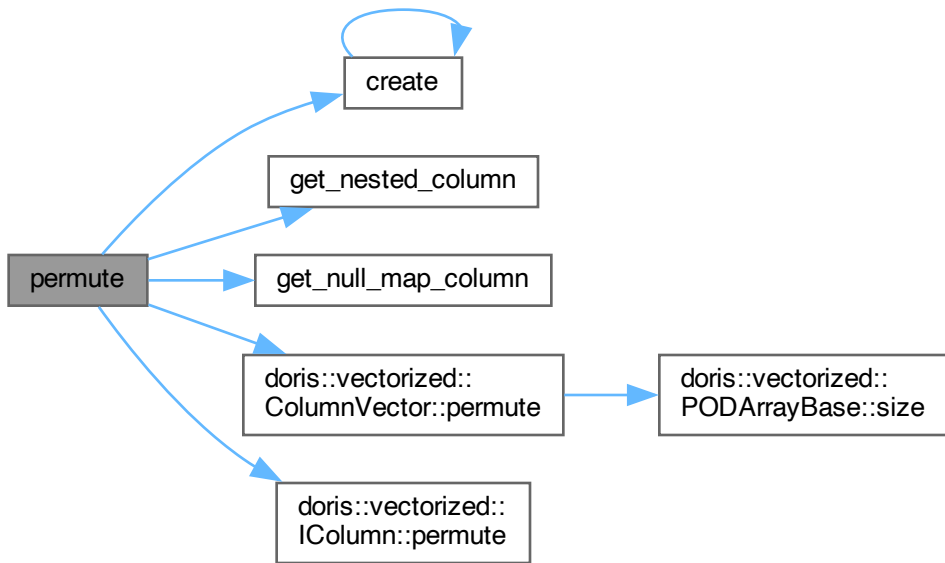 create
get_nested_column
permute
get_null_map_column
doris::vectorized::
ColumnVector::permute
doris::vectorized::
PODArrayBase::size
doris::vectorized::
IColumn::permute